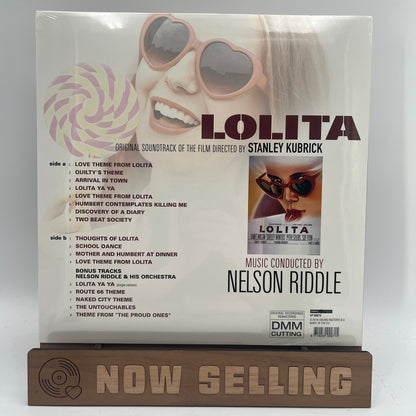 LOLITA
ORIGINAL SOUNDTRACK OF THE FILM DIRECTED BY STANLEY KUBRICK
side a : LOVE THEME FROM LOLITA
QUILTY'S THEME
ARRIVAL IN TOWN
LOLITA YA YA
LOVE THEME FROM LOLITA
HUMBERT CONTEMPLATES KILLING ME
DISCOVERY OF A DIARY
TWO BEAT SOCIETY
side b : THOUGHTS OF LOLITA
SCHOOL DANCE
MOTHER AND HUMBERT AT DINNER
LOVE THEME FROM LOLITA
BONUS TRACKS
NELSON RIDDLE & HIS ORCHESTRA
LOLITA YA YA
ROUTE 66 THEME
NAKED CITY THEME
THE UNTOUCHABLES
THEME FROM "THE PROUD ONES"
LOLITA
MUSIC CONDUCTED BY
NELSON RIDDLE
ORIGINAL RECORDINGS
REMASTERED
DMM
CUTTING
NOW SELLING